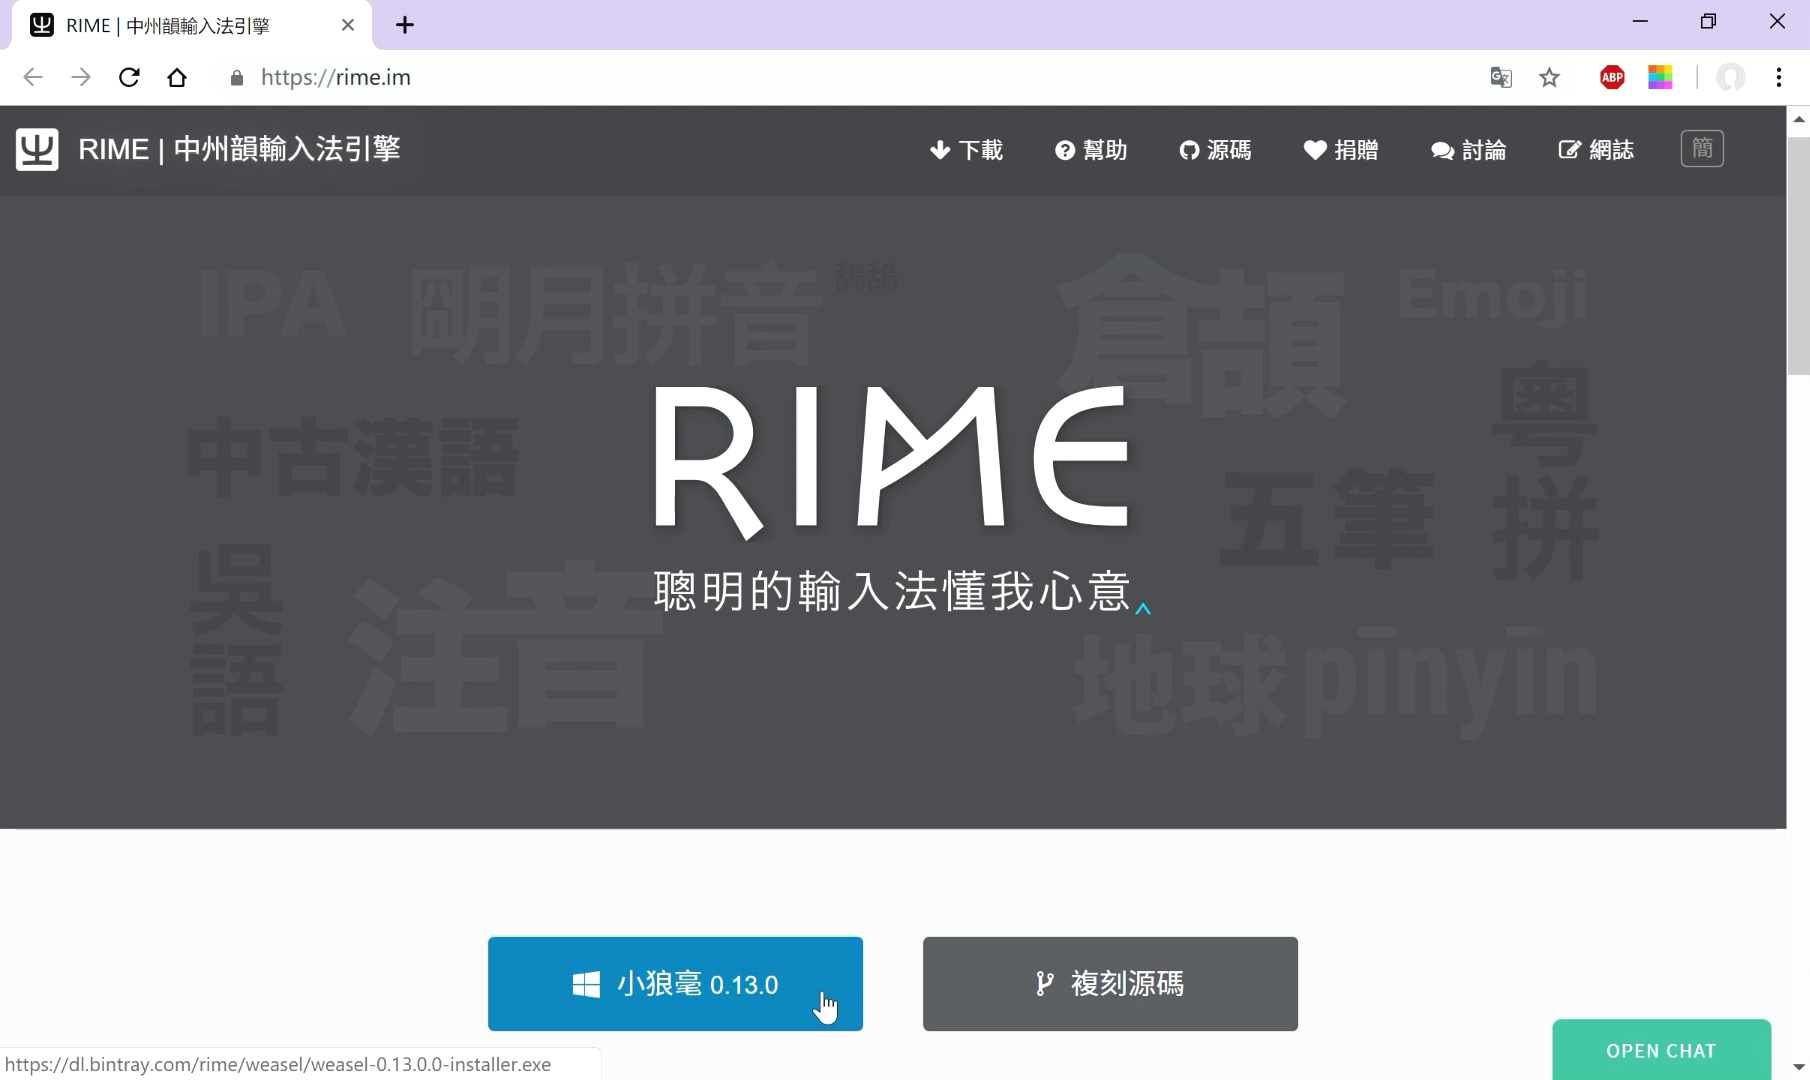 RIME | 中州韻輸入法引擎
https://rime.im
ABP
RIME | 中州韻輸入法引擎
下載 幫助 源碼 捐贈 討論 網誌 簡
IPA 朙月拼音 鵠鵠 倉頡 Emoji
RIME
粵拼
中古漢語
五筆
聰明的輸入法懂我心意^
吳語
注音
地球pīnyīn
小狼毫 0.13.0
複刻源碼
OPEN CHAT
https://dl.bintray.com/rime/weasel/weasel-0.13.0.0-installer.exe